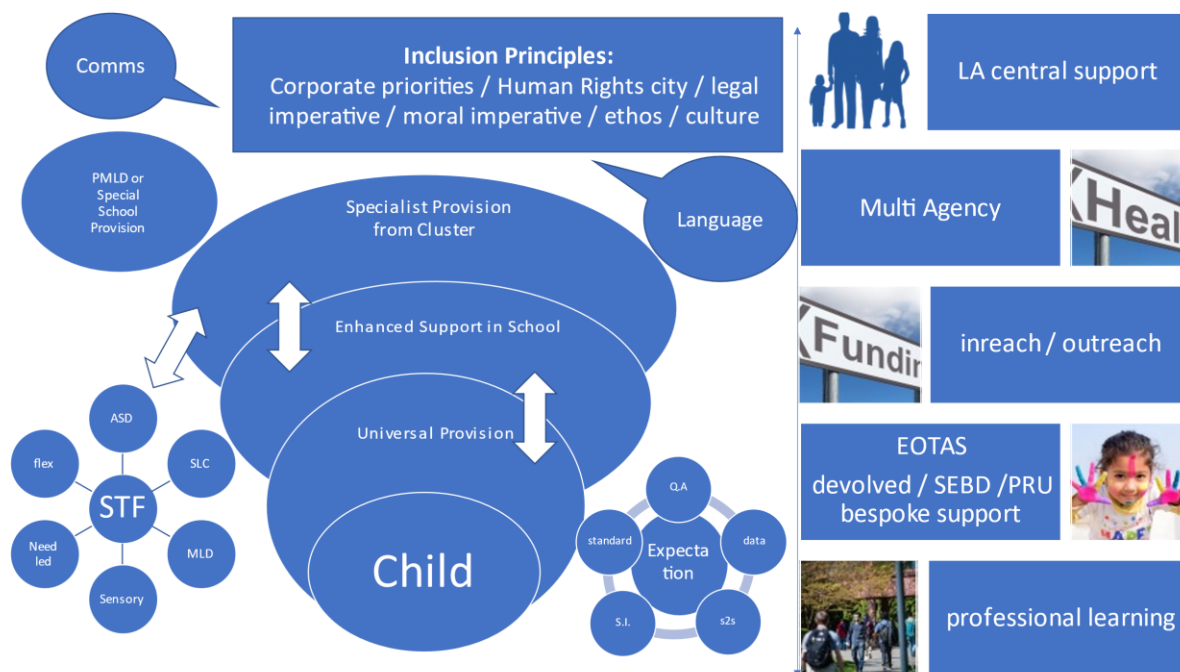 Comms
Inclusion Principles:
Corporate priorities / Human Rights city / legal
imperative / moral imperative / ethos / culture
PMLD or
Special
School
Provision
Specialist Provision
from Cluster
Language
Enhanced Support in School
Universal Provision
Child
STF
ASD
SLC
MLD
Sensory
Need
led
flex
Expecta
tion
Q.A
data
s2s
S.I.
standard
LA central support
Multi Agency
Heal
Fundin
inreach / outreach
EOTAS
devolved / SEBD /PRU
bespoke support
professional learning